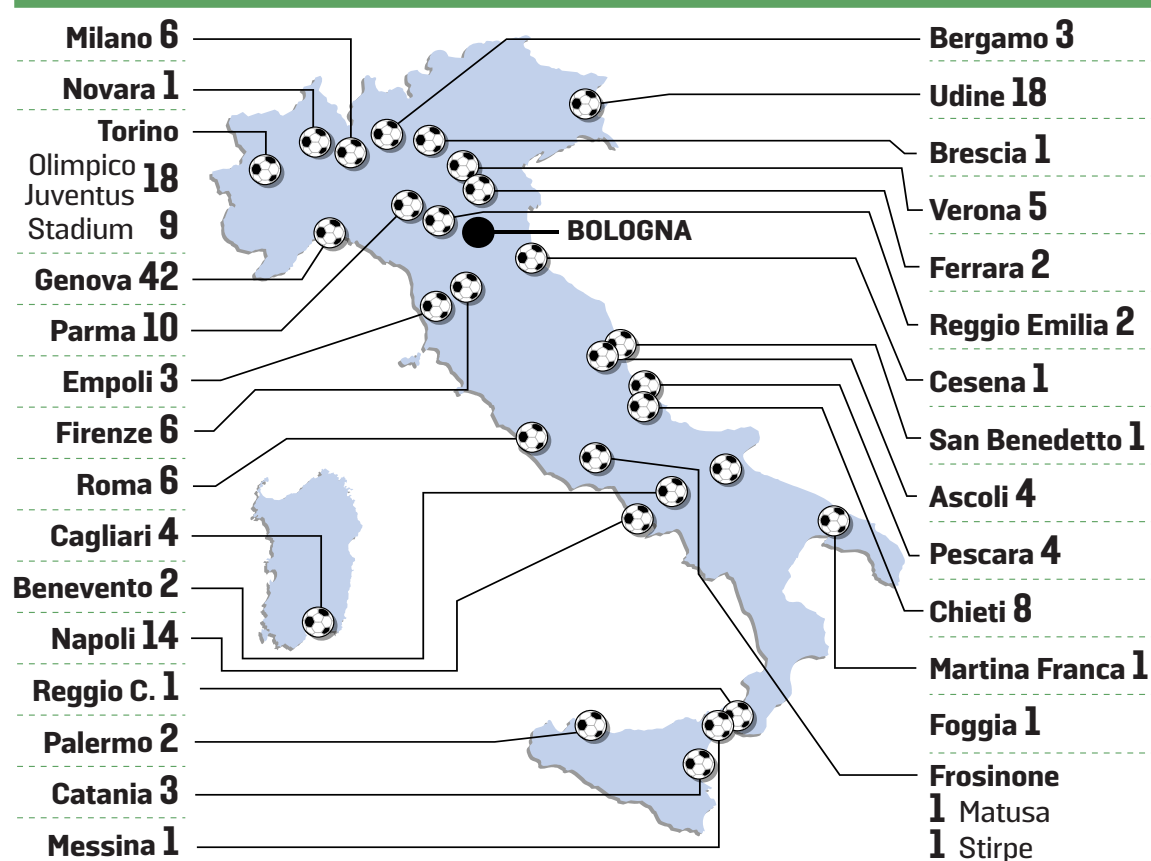 Milano 6
Novara 1
Torino
Olimpico
Juventus 18
Stadium 9
Genova 42
Parma 10
Empoli 3
Firenze 6
Roma 6
Cagliari 4
Benevento 2
Napoli 14
Reggio C. 1
Palermo 2
Catania 3
Messina 1
BOLOGNA
Bergamo 3
Udine 18
Brescia 1
Verona 5
Ferrara 2
Reggio Emilia 2
Cesena 1
San Benedetto 1
Ascoli 4
Pescara 4
Chieti 8
Martina Franca 1
Foggia 1
Frosinone
1 Matusa
1 Stirpe